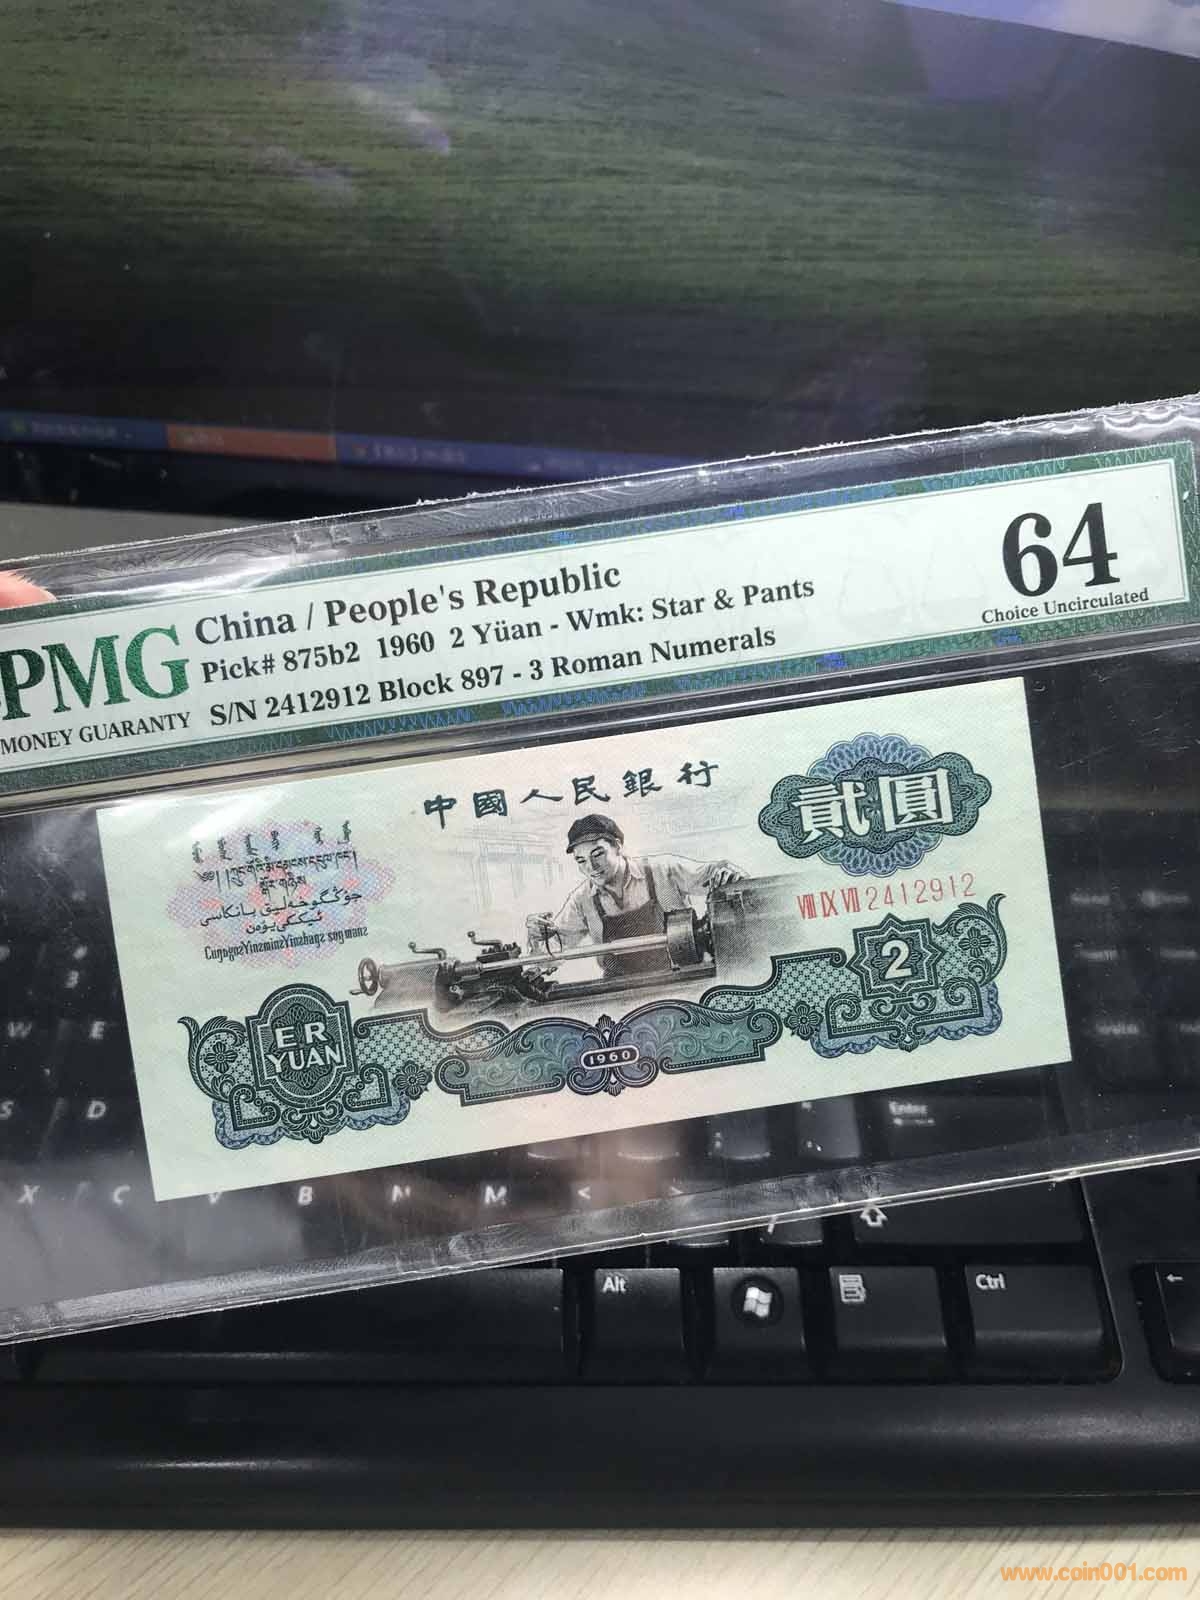 PMG
MONEY GUARANTY
China / People's Republic
Pick# 875b2 1960 2 Yüan - Wmk: Star & Pants
S/N 2412912 Block 897 - 3 Roman Numerals
64
Choice Uncirculated
中國人民銀行
貳圓
VIII IX VII 2412912
2
ER
YUAN
1960
W E
S D
X C V B N M < >
Enter
Alt
Ctrl
www.coin001.com